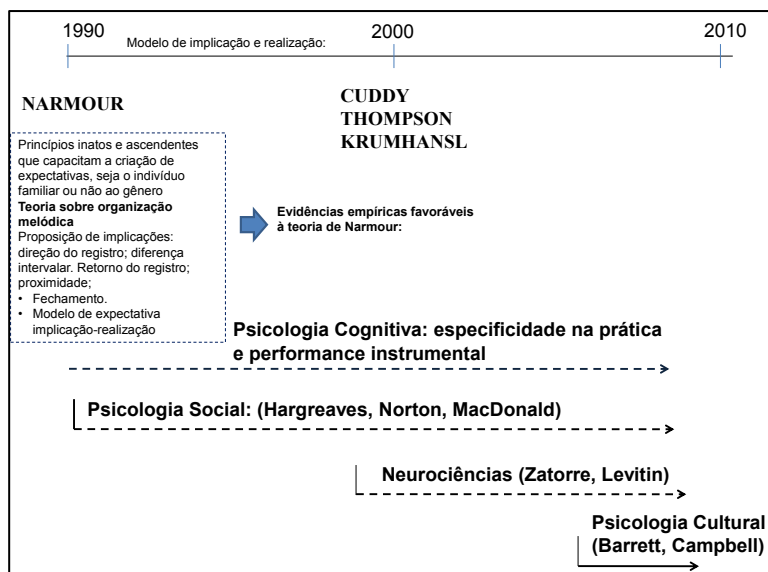 1990
2000
2010
Modelo de implicação e realização:
NARMOUR
CUDDY
THOMPSON
KRUMHANSL
Princípios inatos e ascendentes
que capacitam a criação de
expectativas, seja o indivíduo
familiar ou não ao gênero
Teoria sobre organização
melódica
Proposição de implicações:
direção do registro; diferença
intervalar. Retorno do registro;
proximidade;
• Fechamento.
• Modelo de expectativa
implicação-realização
Evidências empíricas favoráveis
à teoria de Narmour:
Psicologia Cognitiva: especificidade na prática
e performance instrumental
Psicologia Social: (Hargreaves, Norton, MacDonald)
Neurociências (Zatorre, Levitin)
Psicologia Cultural
(Barrett, Campbell)